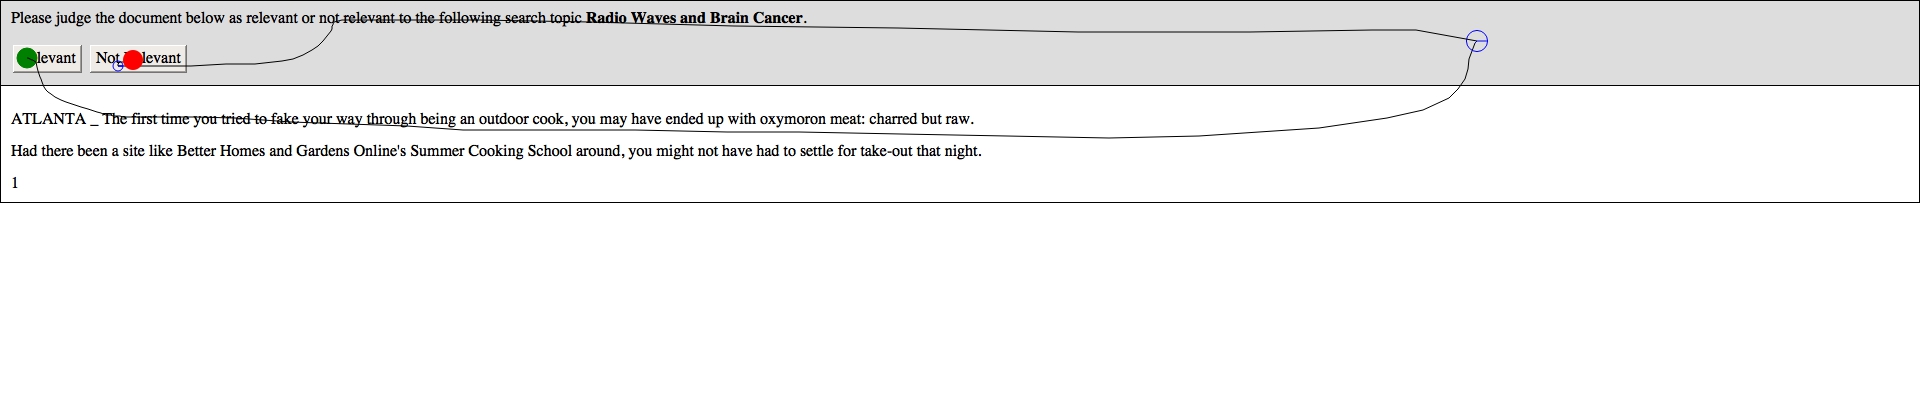 Please judge the document below as relevant or not relevant to the following search topic Radio Waves and Brain Cancer.
levant Not levant
ATLANTA _ The first time you tried to fake your way through being an outdoor cook, you may have ended up with oxymoron meat: charred but raw.
Had there been a site like Better Homes and Gardens Online's Summer Cooking School around, you might not have had to settle for take-out that night.
1